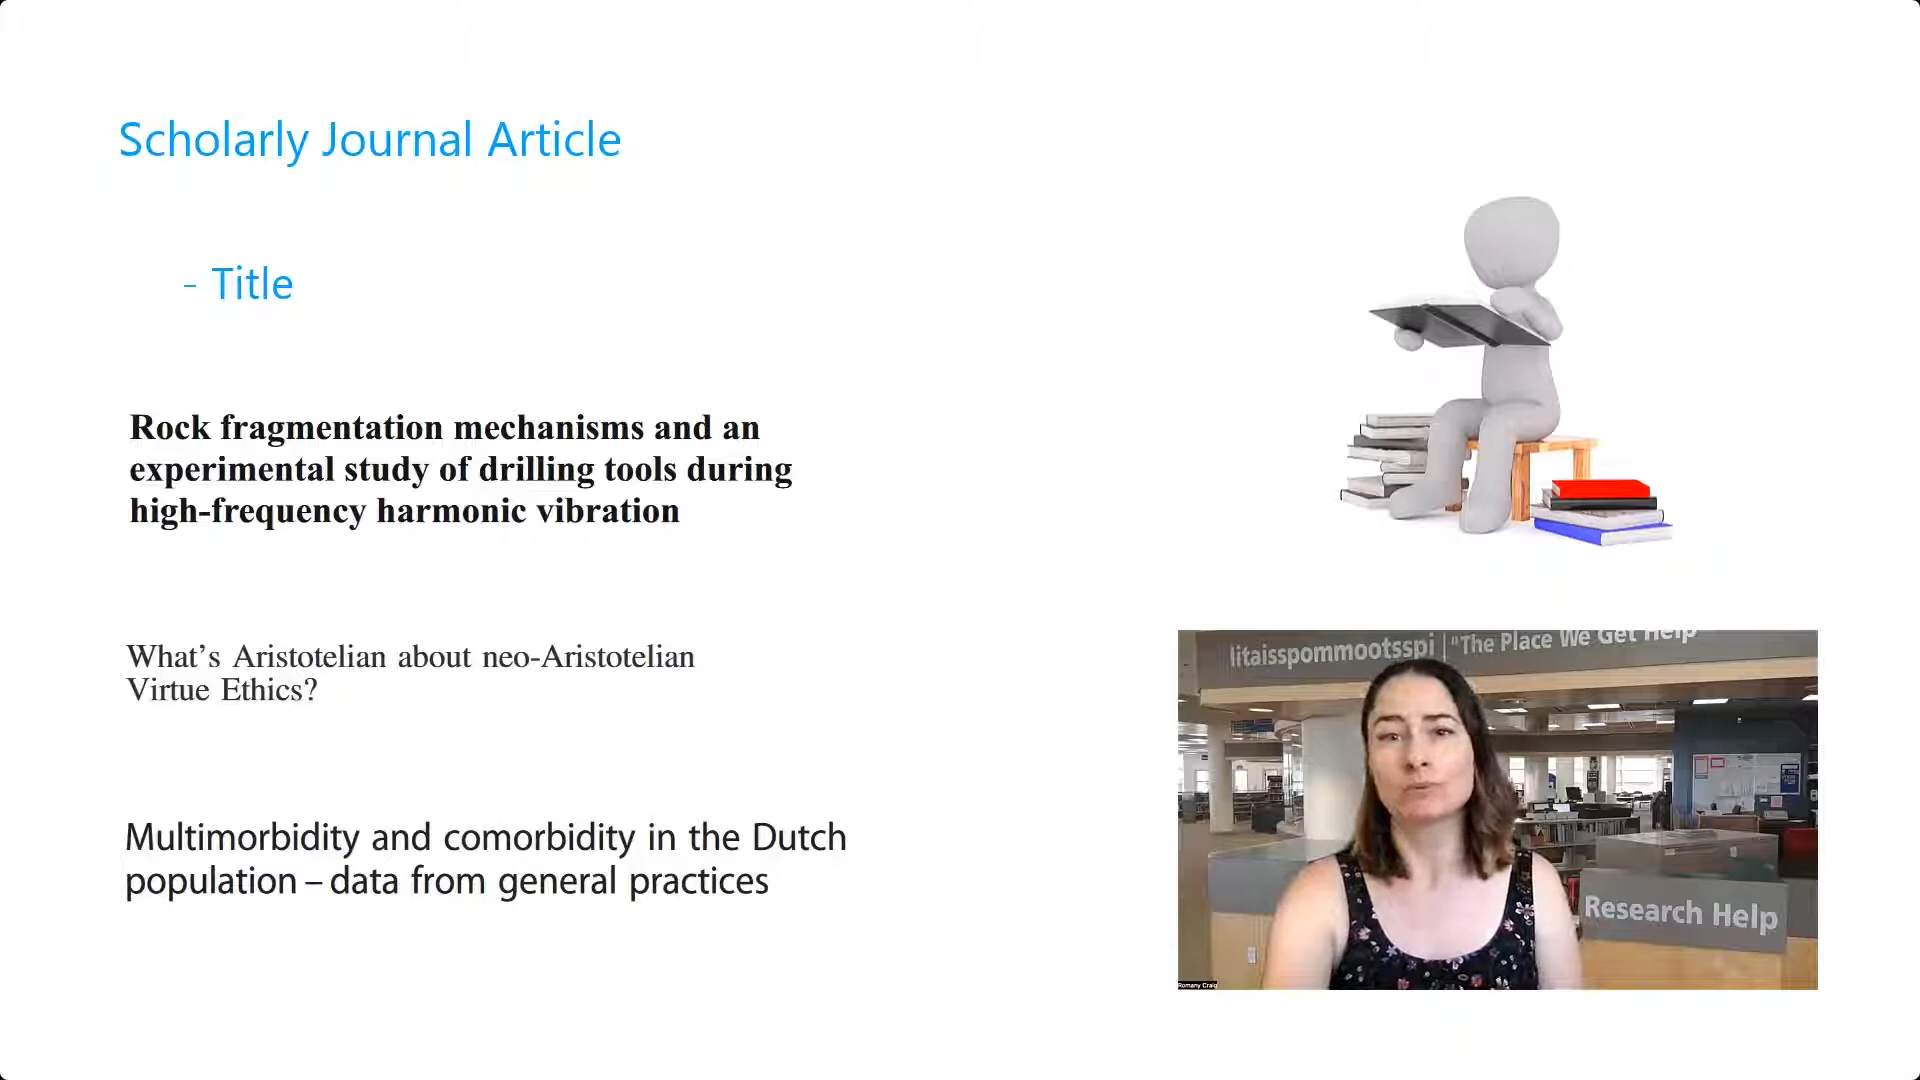 Scholarly Journal Article
- Title
Rock fragmentation mechanisms and an
experimental study of drilling tools during
high-frequency harmonic vibration
What’s Aristotelian about neo-Aristotelian
Virtue Ethics?
Multimorbidity and comorbidity in the Dutch
population – data from general practices
litaisspommootsspi | "The Place We Get Help
Research Help
Romany Craig